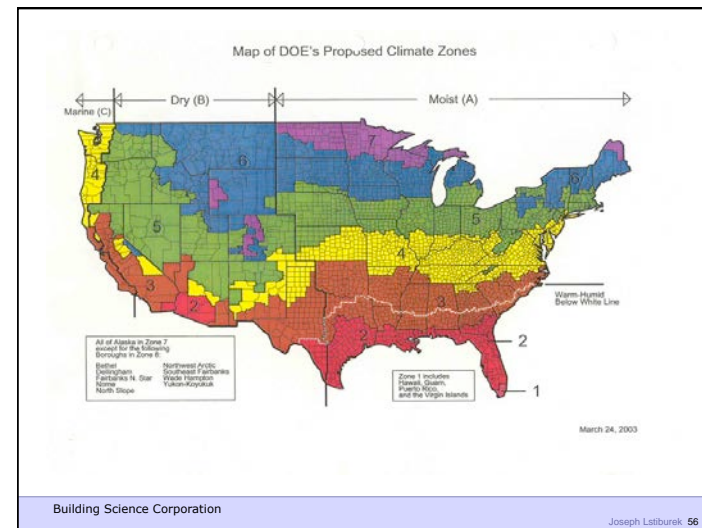 Map of DOE's Proposed Climate Zones
Marine (C)
Dry (B)
Moist (A)
4
5
6
7
6
5
4
3
2
3
2
Warm-Humid
Below White Line
2
1
All of Alaska in Zone 7
except for the following
Boroughs in Zone 8:
Bethel
Dellingham
Fairbanks N. Star
Nome
North Slope
Northwest Arctic
Southeast Fairbanks
Wade Hampton
Yukon-Koyukuk
Zone 1 includes
Hawaii, Guam,
Puerto Rico,
and the Virgin Islands
March 24, 2003
Building Science Corporation
Joseph Lstiburek 56